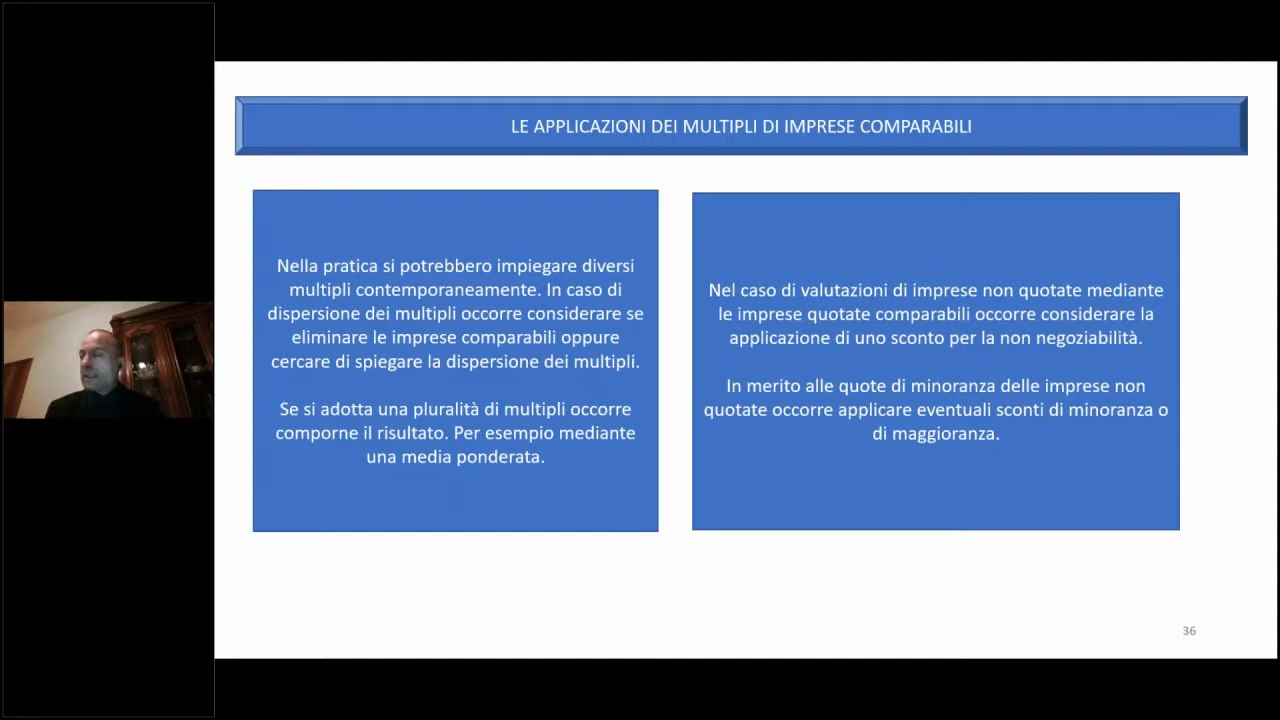 LE APPLICAZIONI DEI MULTIPLI DI IMPRESE COMPARABILI
Nella pratica si potrebbero impiegare diversi
multipli contemporaneamente. In caso di
dispersione dei multipli occorre considerare se
eliminare le imprese comparabili oppure
cercare di spiegare la dispersione dei multipli.
Se si adotta una pluralità di multipli occorre
comporne il risultato. Per esempio mediante
una media ponderata.
Nel caso di valutazioni di imprese non quotate mediante
le imprese quotate comparabili occorre considerare la
applicazione di uno sconto per la non negoziabilità.
In merito alle quote di minoranza delle imprese non
quotate occorre applicare eventuali sconti di minoranza o
di maggioranza.
36